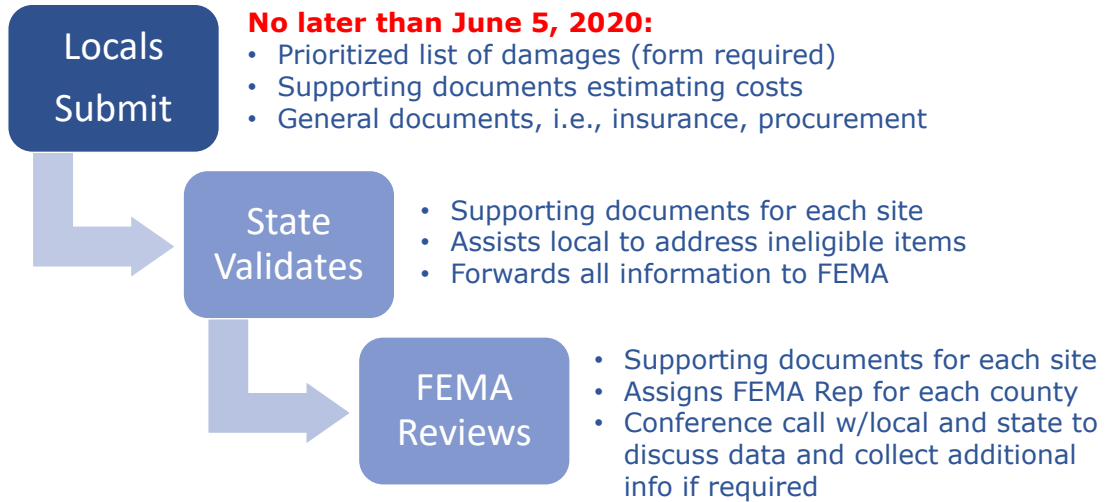 Locals
Submit
No later than June 5, 2020:
• Prioritized list of damages (form required)
• Supporting documents estimating costs
• General documents, i.e., insurance, procurement
State
Validates
• Supporting documents for each site
• Assists local to address ineligible items
• Forwards all information to FEMA
FEMA
Reviews
• Supporting documents for each site
• Assigns FEMA Rep for each county
• Conference call w/local and state to
discuss data and collect additional
info if required